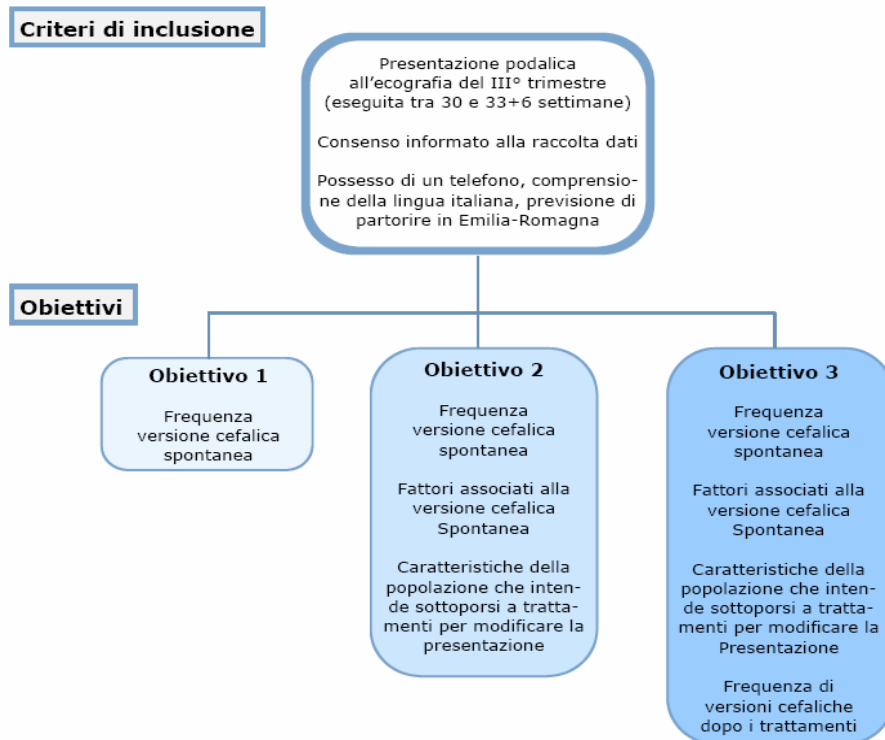 Criteri di inclusione
Presentazione podalica
all'ecografia del III° trimestre
(eseguita tra 30 e 33+6 settimane)
Consenso informato alla raccolta dati
Possesso di un telefono, comprensio-
ne della lingua italiana, previsione di
partorire in Emilia-Romagna
Obiettivi
Obiettivo 1
Frequenza
versione cefalica
spontanea
Obiettivo 2
Frequenza
versione cefalica
spontanea
Fattori associati alla
versione cefalica
Spontanea
Caratteristiche della
popolazione che inten-
de sottoporsi a tratta-
menti per modificare la
presentazione
Obiettivo 3
Frequenza
versione cefalica
spontanea
Fattori associati alla
versione cefalica
Spontanea
Caratteristiche della
popolazione che inten-
de sottoporsi a tratta-
menti per modificare la
Presentazione
Frequenza di
versioni cefaliche
dopo i trattamenti